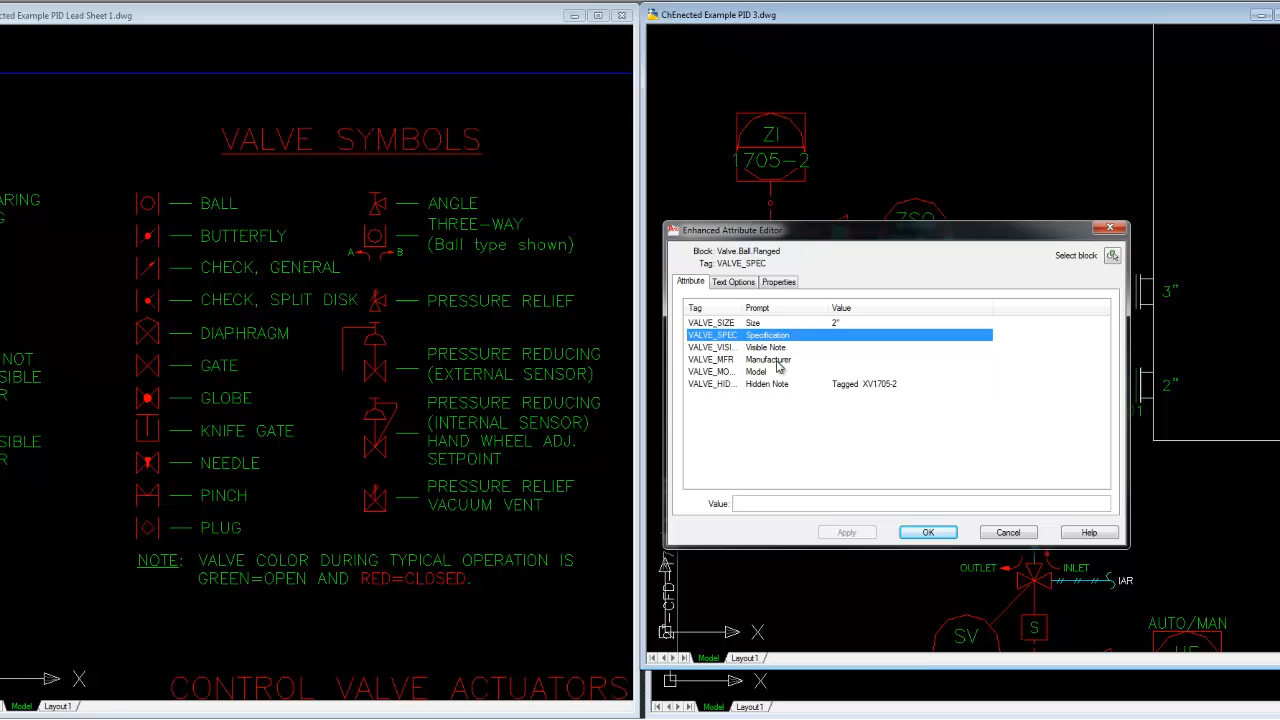 ected Example PID Lead Sheet 1.dwg
VALVE SYMBOLS
ARING
BALL
BUTTERFLY
CHECK, GENERAL
CHECK, SPLIT DISK
DIAPHRAGM
NOT
SIBLE
GATE
GLOBE
KNIFE GATE
SIBLE
NEEDLE
PINCH
PLUG
ANGLE
THREE-WAY
(Ball type shown)
A B
PRESSURE RELIEF
PRESSURE REDUCING
(EXTERNAL SENSOR)
PRESSURE REDUCING
(INTERNAL SENSOR)
HAND WHEEL ADJ.
SETPOINT
PRESSURE RELIEF
VACUUM VENT
NOTE: VALVE COLOR DURING TYPICAL OPERATION IS
GREEN=OPEN AND RED=CLOSED.
CONTROL VALVE ACTUATORS
X
Model Layout1
ChEnected Example PID 3.dwg
ZI
1705-2
ZSO
3"
2"
01
Enhanced Attribute Editor
Block: Valve.Ball.Flanged
Tag: VALVE_SPEC
Select block
Attribute Text Options Properties
Tag Prompt Value
VALVE_SIZE Size 2"
VALVE_SPEC Specification
VALVE_VISI... Visible Note
VALVE_MFR Manufacturer
VALVE_MO... Model
VALVE_HID... Hidden Note Tagged XV1705-2
Value:
Apply OK Cancel Help
OUTLET INLET
IAR
SV
S
AUTO/MAN
X
Model Layout1
X
Model Layout1